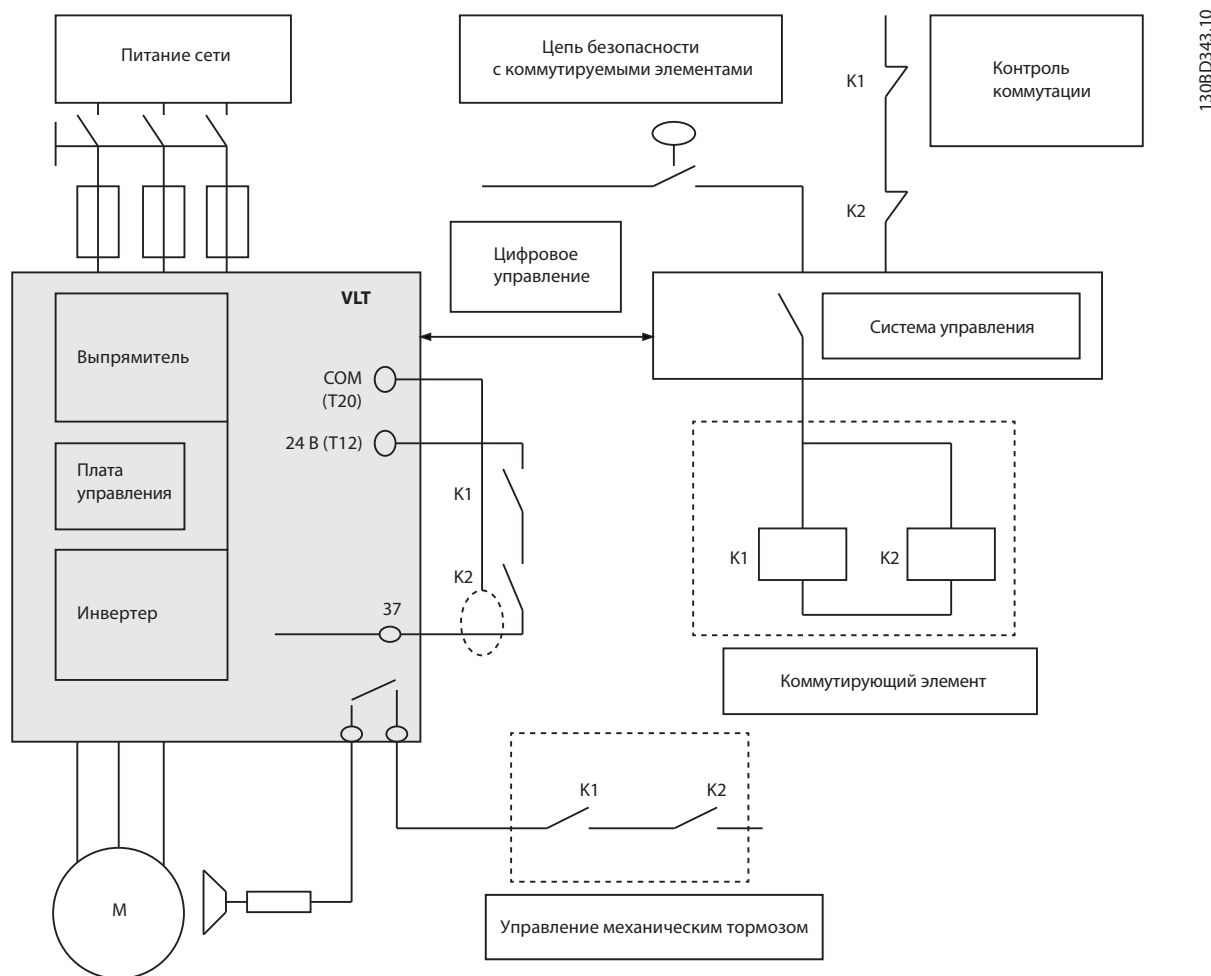 Питание сети
Цепь безопасности
с коммутируемыми элементами
K1
Контроль
коммутации
130BD343.10
K2
Цифровое
управление
VLT
Система управления
Выпрямитель
COM
(T20)
24 В (T12)
Плата
управления
K1
K2
K1
K2
Инвертер
37
Коммутирующий элемент
K1
K2
M
Управление механическим тормозом